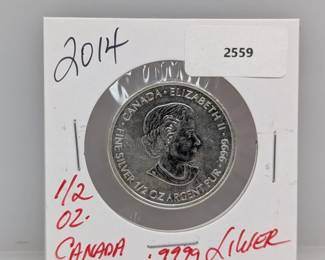 2014
2559
CANADA · ELIZABETH II
FINE SILVER 1/2 OZ ARGENT PUR · 9999
1/2
OZ.
CANADA
.9999 SILVER